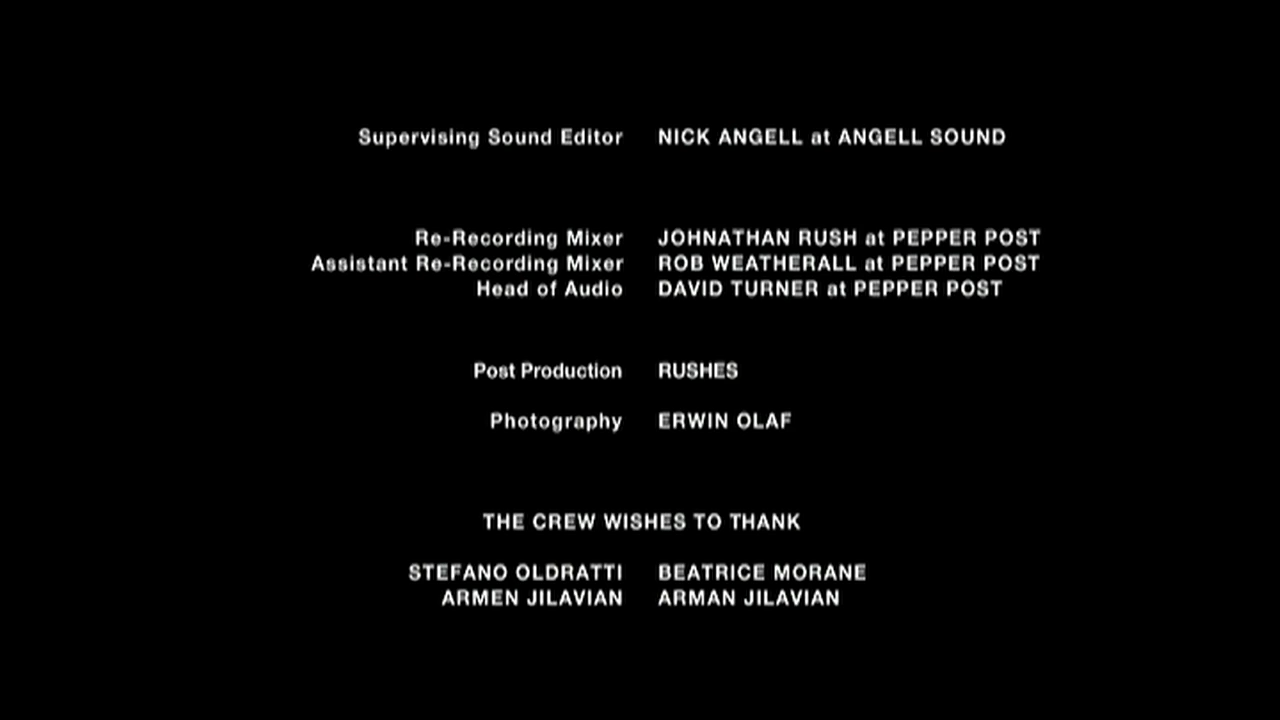 Supervising Sound Editor NICK ANGELL at ANGELL SOUND
Re-Recording Mixer JOHNATHAN RUSH at PEPPER POST
Assistant Re-Recording Mixer ROB WEATHERALL at PEPPER POST
Head of Audio DAVID TURNER at PEPPER POST
Post Production RUSHES
Photography ERWIN OLAF
THE CREW WISHES TO THANK
STEFANO OLDRATTI BEATRICE MORANE
ARMEN JILAVIAN ARMAN JILAVIAN